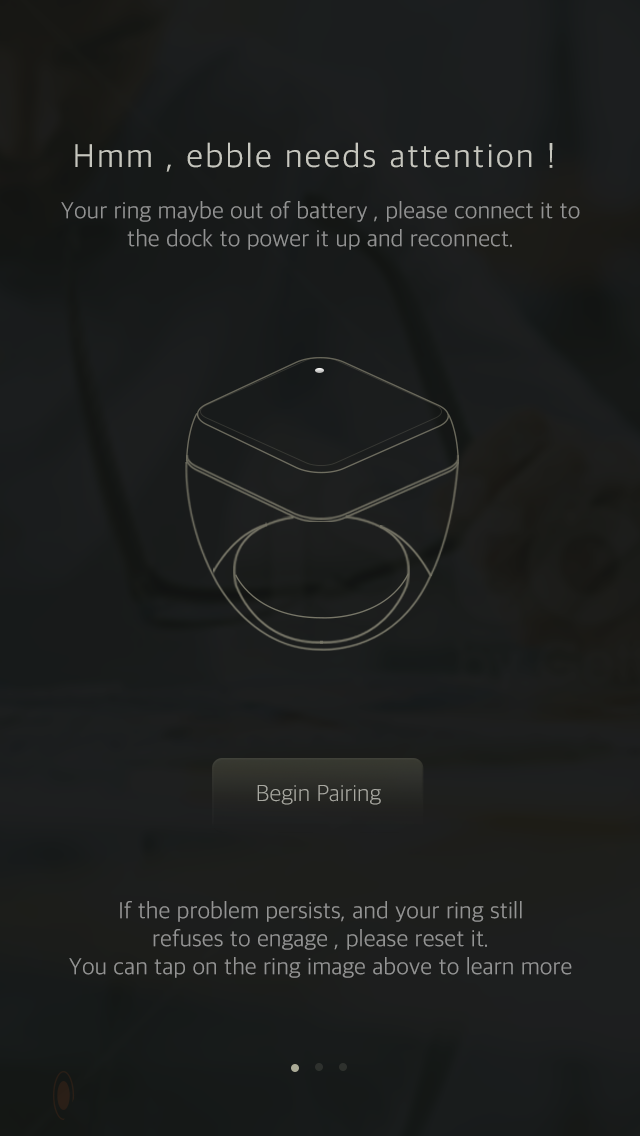 Hmm , ebble needs attention !
Your ring maybe out of battery , please connect it to
the dock to power it up and reconnect.
Begin Pairing
If the problem persists, and your ring still
refuses to engage , please reset it.
You can tap on the ring image above to learn more